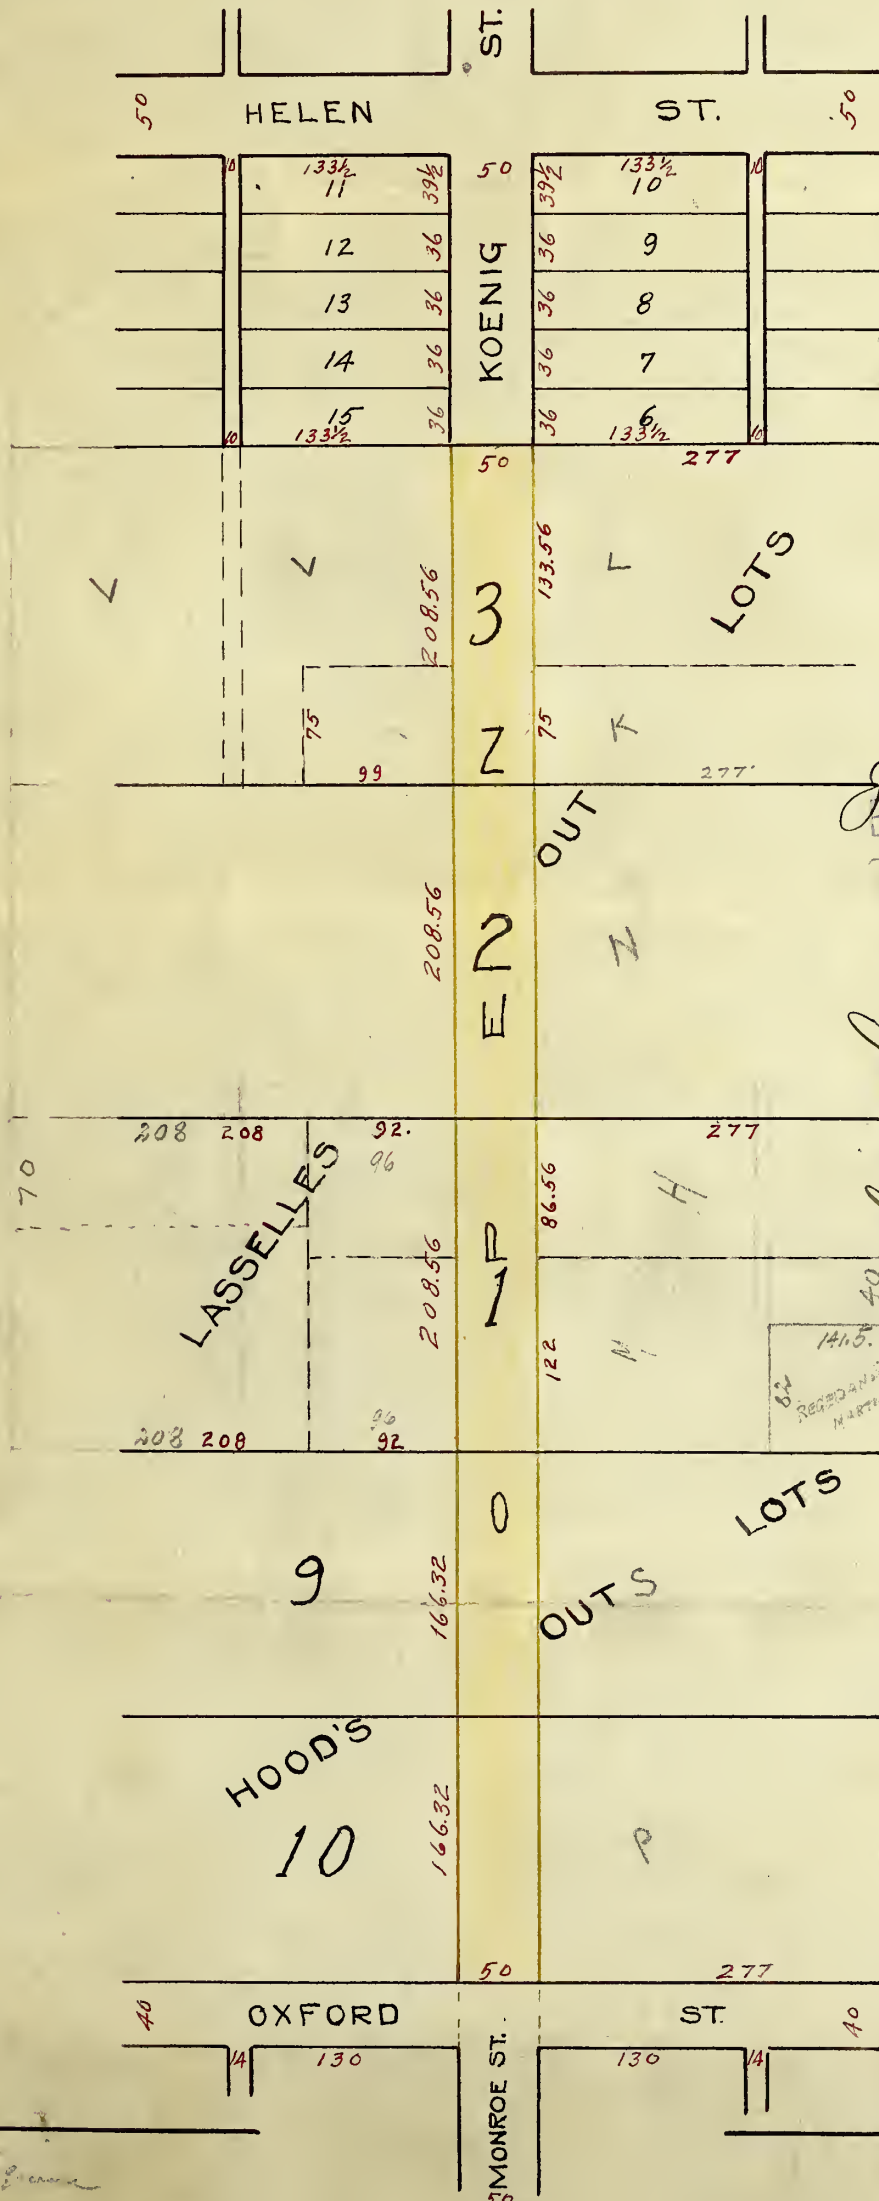 ST.
50 HELEN ST. 50
10 133½ 39½ 50 39½ 133½ 10
11 10
12 36 36 9
13 36 36 8
14 36 36 7
KOENIG
15 36 36 6
10 133½ 133½ 10
50 277
V V 208.56 3 133.56 L LOTS
75 Z 75 K
99 277
OUT
208.56 2 N
E
208 208 92. 277
96
70 LASSELLES 86.56 H
208.56 P
1 122 M 40
141.5.
82
96
208 208 92
O LOTS
9 166.32 OUTS
HOOD'S
10 166.32 P
50 277
40 OXFORD ST. 40
14 130 130 14
MONROE ST.
50